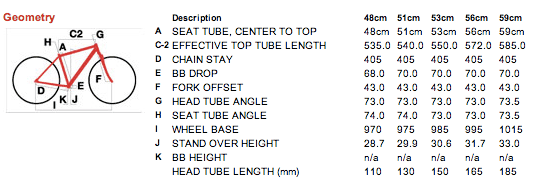 Geometry
C2
H
A
G
D
E
F
K J
I
Description 48cm 51cm 53cm 56cm 59cm
A SEAT TUBE, CENTER TO TOP 48cm 51cm 53cm 56cm 59cm
C-2 EFFECTIVE TOP TUBE LENGTH 535.0 540.0 550.0 572.0 585.0
D CHAIN STAY 405 405 405 405 405
E BB DROP 68.0 70.0 70.0 70.0 70.0
F FORK OFFSET 43.0 43.0 43.0 43.0 43.0
G HEAD TUBE ANGLE 73.0 73.0 73.0 73.0 73.5
H SEAT TUBE ANGLE 74.0 74.0 73.0 73.0 73.5
I WHEEL BASE 970 975 985 995 1015
J STAND OVER HEIGHT 28.7 29.9 30.6 31.7 33.0
K BB HEIGHT n/a n/a n/a n/a n/a
HEAD TUBE LENGTH (mm) 110 130 150 165 185